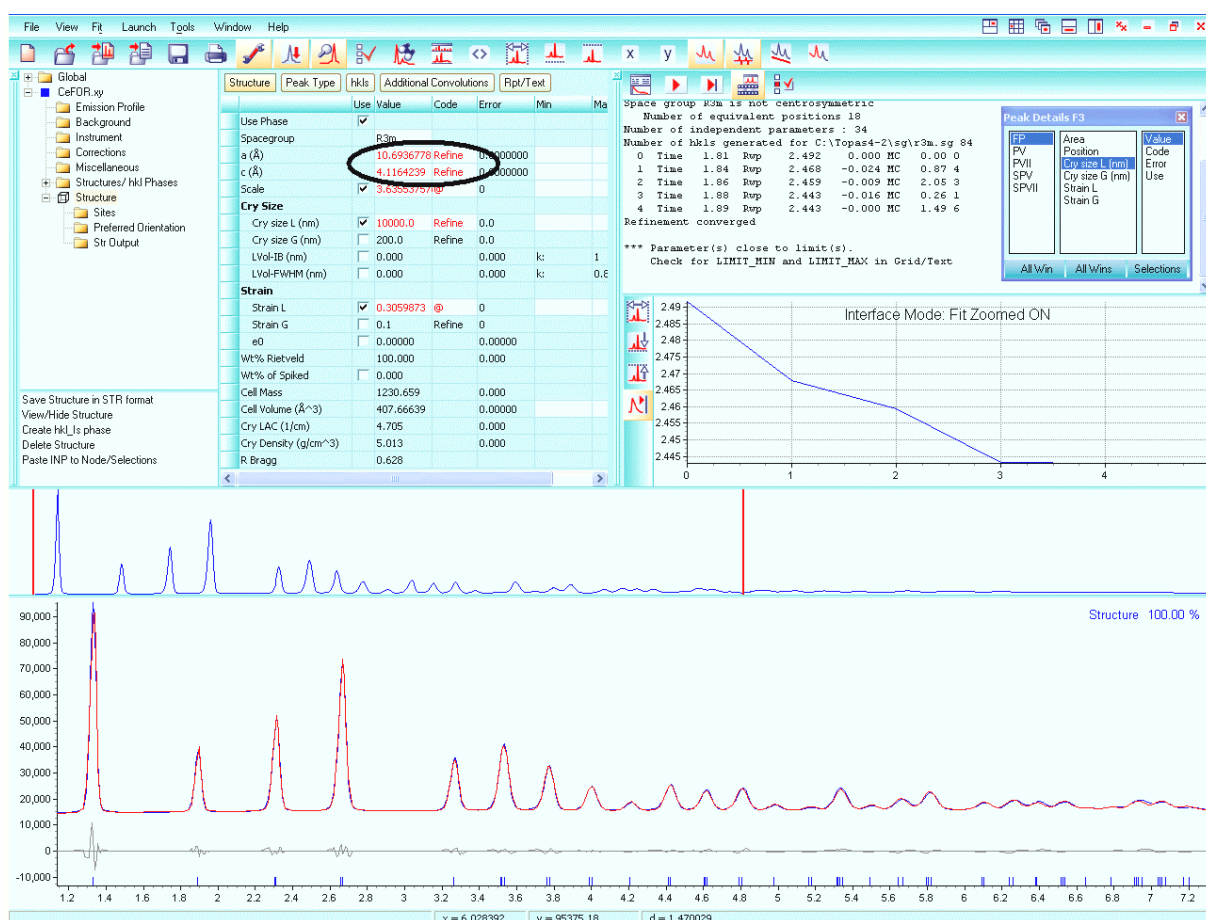 File View Fit Launch Tools Window Help
x y
Global
CeFOR.xy
Emission Profile
Background
Instrument
Corrections
Miscellaneous
Structures/ hkl Phases
Structure
Sites
Preferred Orientation
Str Output
Save Structure in STR format
View/Hide Structure
Create hkl_Is phase
Delete Structure
Paste INP to Node/Selections
Structure Peak Type hkls Additional Convolutions Rpt/Text
Use Value Code Error Min Ma
Use Phase
Spacegroup R3m
a (Å) 10.6936778 Refine 0.0000000
c (Å) 4.1164239 Refine 0.0000000
Scale 3.63553757 @ 0
Cry Size
Cry size L (nm) 10000.0 Refine 0.0
Cry size G (nm) 200.0 Refine 0.0
LVol-IB (nm) 0.000 0.000 k: 1
LVol-FWHM (nm) 0.000 0.000 k: 0.8
Strain
Strain L 0.3059873 @ 0
Strain G 0.1 Refine 0
e0 0.00000 0.00000
Wt% Rietveld 100.000 0.000
Wt% of Spiked 0.000
Cell Mass 1230.659 0.000
Cell Volume (Å^3) 407.66639 0.00000
Cry LAC (1/cm) 4.705 0.000
Cry Density (g/cm^3) 5.013 0.000
R Bragg 0.628
Space group R3m is not centrosymmetric
Number of equivalent positions 18
Number of independent parameters : 34
Number of hkls generated for C:\Topas4-2\sg\r3m.sg 84
0 Time 1.81 Rwp 2.492 0.000 MC 0.00 0
1 Time 1.84 Rwp 2.468 -0.024 MC 0.87 4
2 Time 1.86 Rwp 2.459 -0.009 MC 2.05 3
3 Time 1.88 Rwp 2.443 -0.016 MC 0.26 1
4 Time 1.89 Rwp 2.443 -0.000 MC 1.49 6
Refinement converged
*** Parameter(s) close to limit(s).
Check for LIMIT_MIN and LIMIT_MAX in Grid/Text
Peak Details F3
FP
PV
PVII
SPV
SPVII
Area
Position
Cry size L (nm)
Cry size G (nm)
Strain L
Strain G
Value
Code
Error
Use
All Win All Wins Selections
Interface Mode: Fit Zoomed ON
2.49
2.485
2.48
2.475
2.47
2.465
2.46
2.455
2.45
2.445
0 1 2 3 4
Structure 100.00 %
90,000
80,000
70,000
60,000
50,000
40,000
30,000
20,000
10,000
0
-10,000
1.2 1.4 1.6 1.8 2 2.2 2.4 2.6 2.8 3 3.2 3.4 3.6 3.8 4 4.2 4.4 4.6 4.8 5 5.2 5.4 5.6 5.8 6 6.2 6.4 6.6 6.8 7 7.2
x = 6.028392 y = 95375.18 d = 1.470029